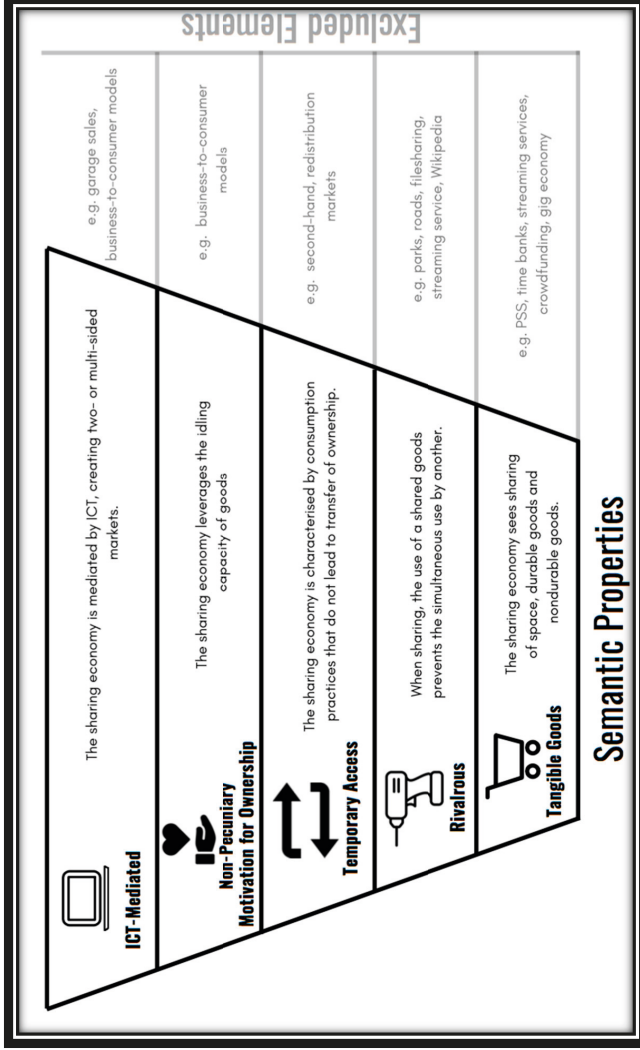 Semantic Properties
Excluded Elements
ICT-Mediated
The sharing economy is mediated by ICT, creating two- or multi-sided
markets.
e.g. garage sales,
business-to-consumer models
Non-Pecuniary
Motivation for Ownership
The sharing economy leverages the idling
capacity of goods
e.g. business-to-consumer
models
Temporary Access
The sharing economy is characterised by consumption
practices that do not lead to transfer of ownership.
e.g. second-hand, redistribution
markets
Rivalrous
When sharing, the use of a shared goods
prevents the simultaneous use by another.
e.g. parks, roads, filesharing,
streaming service, Wikipedia
Tangible Goods
The sharing economy sees sharing
of space, durable goods and
nondurable goods.
e.g. PSS, time banks, streaming services,
crowdfunding, gig economy